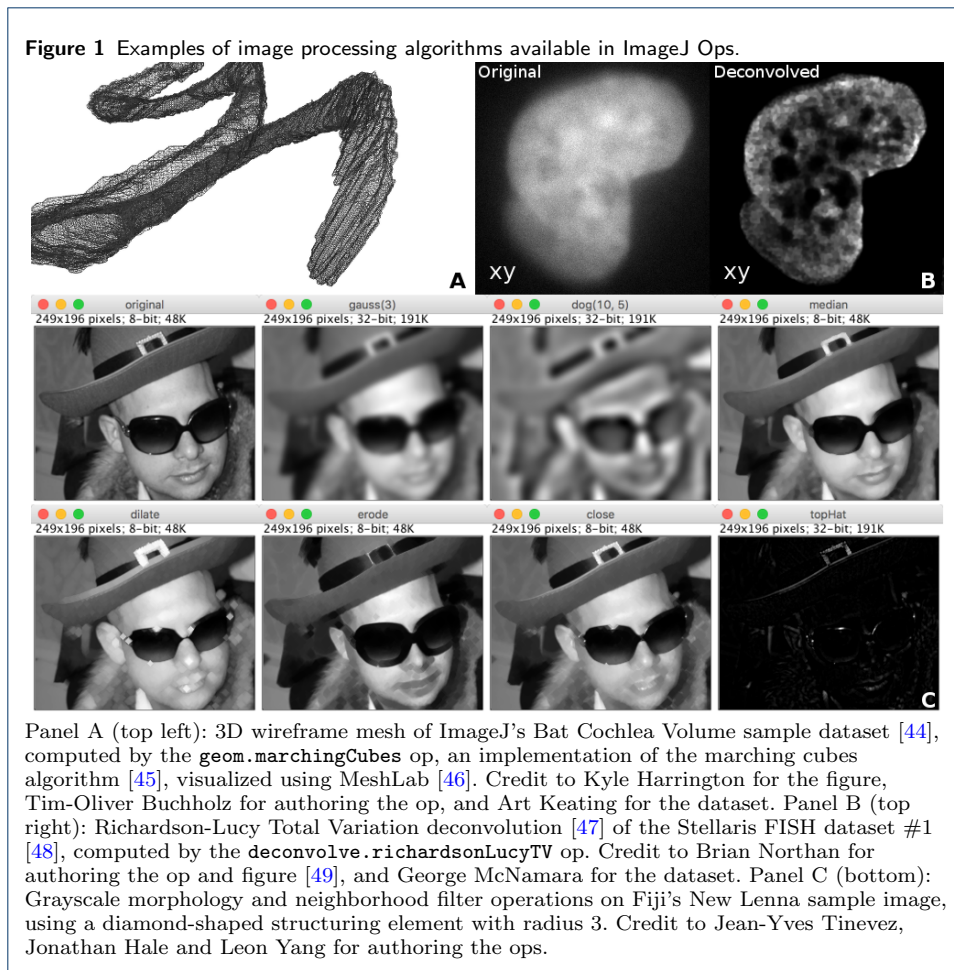 Figure 1 Examples of image processing algorithms available in ImageJ Ops.
A
Original
xy
Deconvolved
xy
B
original
249x196 pixels; 8-bit; 48K
gauss(3)
249x196 pixels; 32-bit; 191K
dog(10, 5)
249x196 pixels; 32-bit; 191K
median
249x196 pixels; 8-bit; 48K
dilate
249x196 pixels; 8-bit; 48K
erode
249x196 pixels; 8-bit; 48K
close
249x196 pixels; 8-bit; 48K
topHat
249x196 pixels; 32-bit; 191K
C
Panel A (top left): 3D wireframe mesh of ImageJ's Bat Cochlea Volume sample dataset [44],
computed by the geom.marchingCubes op, an implementation of the marching cubes
algorithm [45], visualized using MeshLab [46]. Credit to Kyle Harrington for the figure,
Tim-Oliver Buchholz for authoring the op, and Art Keating for the dataset. Panel B (top
right): Richardson-Lucy Total Variation deconvolution [47] of the Stellaris FISH dataset #1
[48], computed by the deconvolve.richardsonLucyTV op. Credit to Brian Northan for
authoring the op and figure [49], and George McNamara for the dataset. Panel C (bottom):
Grayscale morphology and neighborhood filter operations on Fiji's New Lenna sample image,
using a diamond-shaped structuring element with radius 3. Credit to Jean-Yves Tinevez,
Jonathan Hale and Leon Yang for authoring the ops.